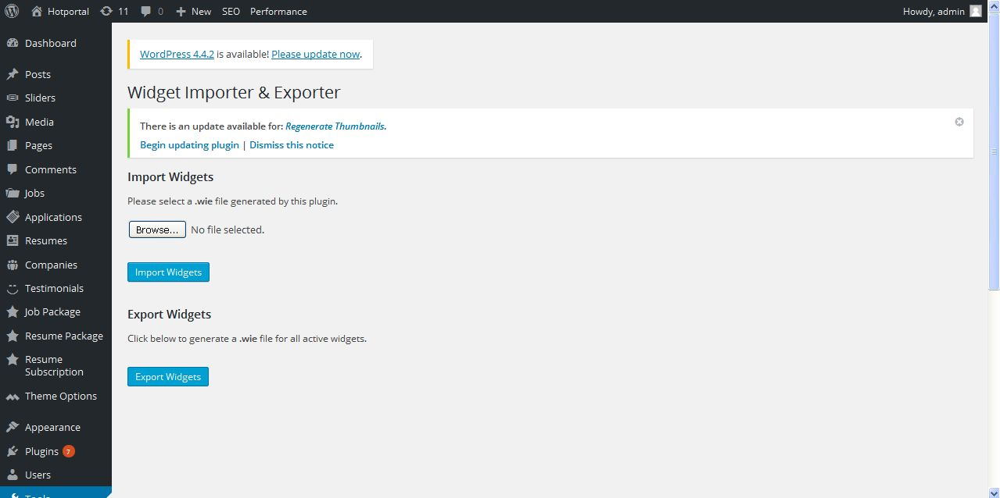 Hotportal 11 0 New SEO Performance Howdy, admin
Dashboard
Posts
Sliders
Media
Pages
Comments
Jobs
Applications
Resumes
Companies
Testimonials
Job Package
Resume Package
Resume
Subscription
Theme Options
Appearance
Plugins 7
Users
Tools
WordPress 4.4.2 is available! Please update now.
Widget Importer & Exporter
There is an update available for: Regenerate Thumbnails.
Begin updating plugin | Dismiss this notice
Import Widgets
Please select a .wie file generated by this plugin.
Browse... No file selected.
Import Widgets
Export Widgets
Click below to generate a .wie file for all active widgets.
Export Widgets